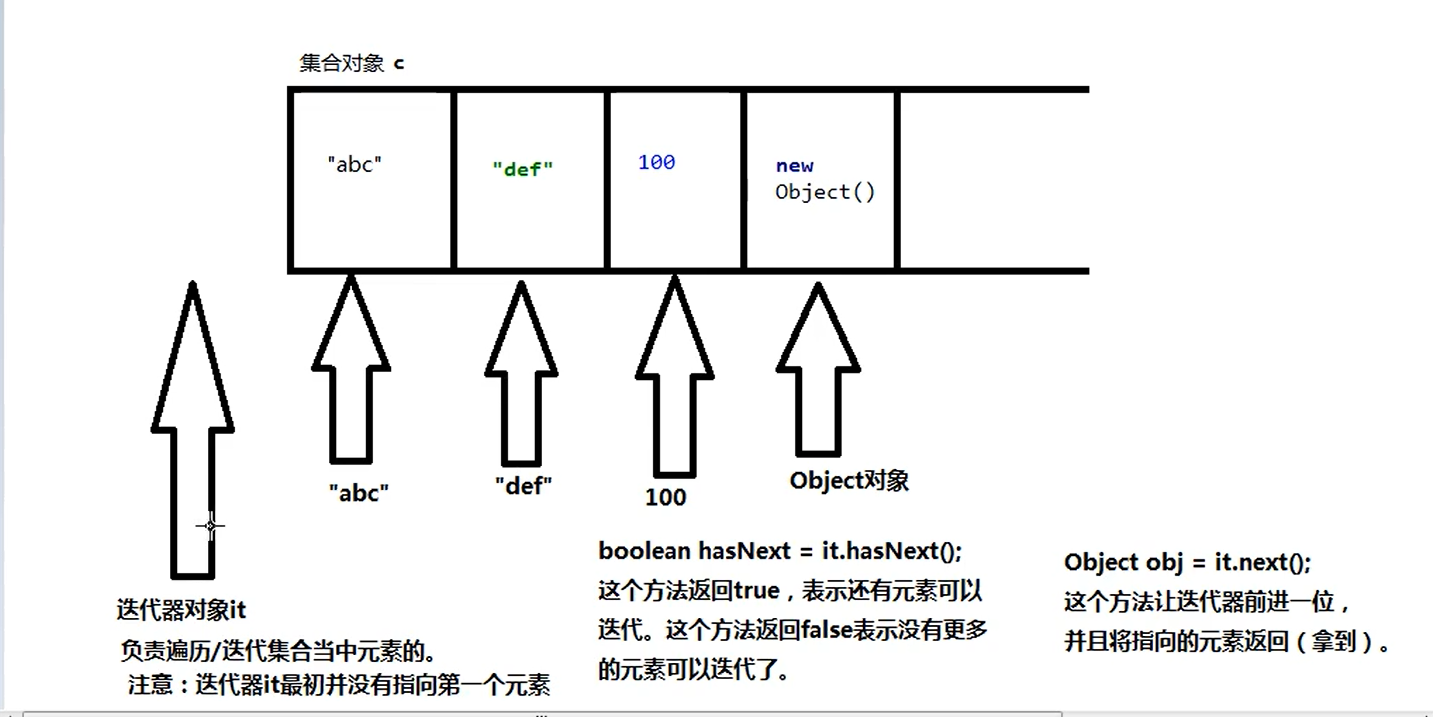 集合对象 c
"abc"
"def"
100
new
Object()
"abc"
"def"
100
Object对象
迭代器对象it
负责遍历/迭代集合当中元素的。
注意：迭代器it最初并没有指向第一个元素
boolean hasNext = it.hasNext();
这个方法返回true，表示还有元素可以
迭代。这个方法返回false表示没有更多
的元素可以迭代了。
Object obj = it.next();
这个方法让迭代器前进一位，
并且将指向的元素返回（拿到）。